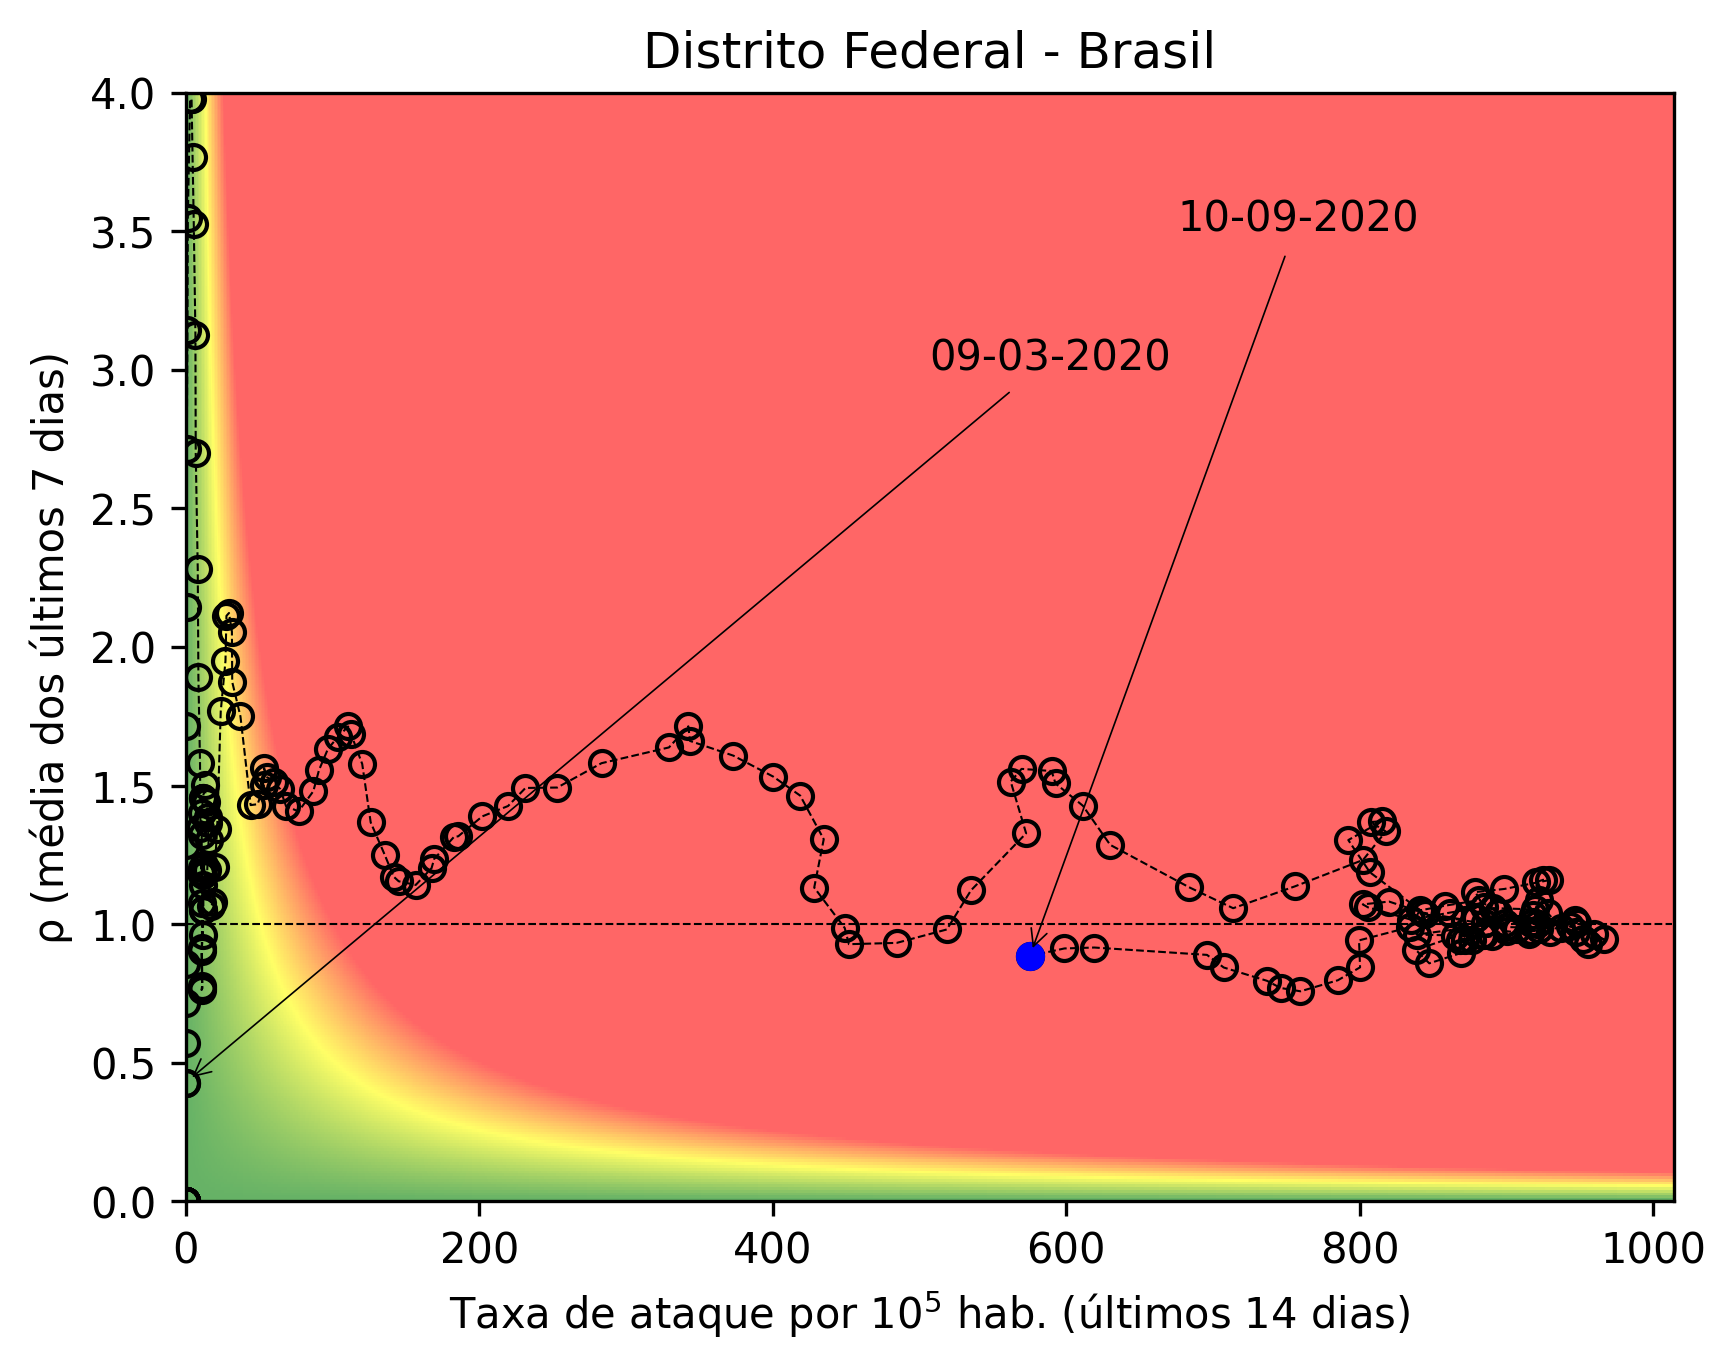 Distrito Federal - Brasil
4.0
3.5
3.0
2.5
2.0
1.5
1.0
0.5
0.0
ρ (média dos últimos 7 dias)
10-09-2020
09-03-2020
0 200 400 600 800 1000
Taxa de ataque por 10⁵ hab. (últimos 14 dias)